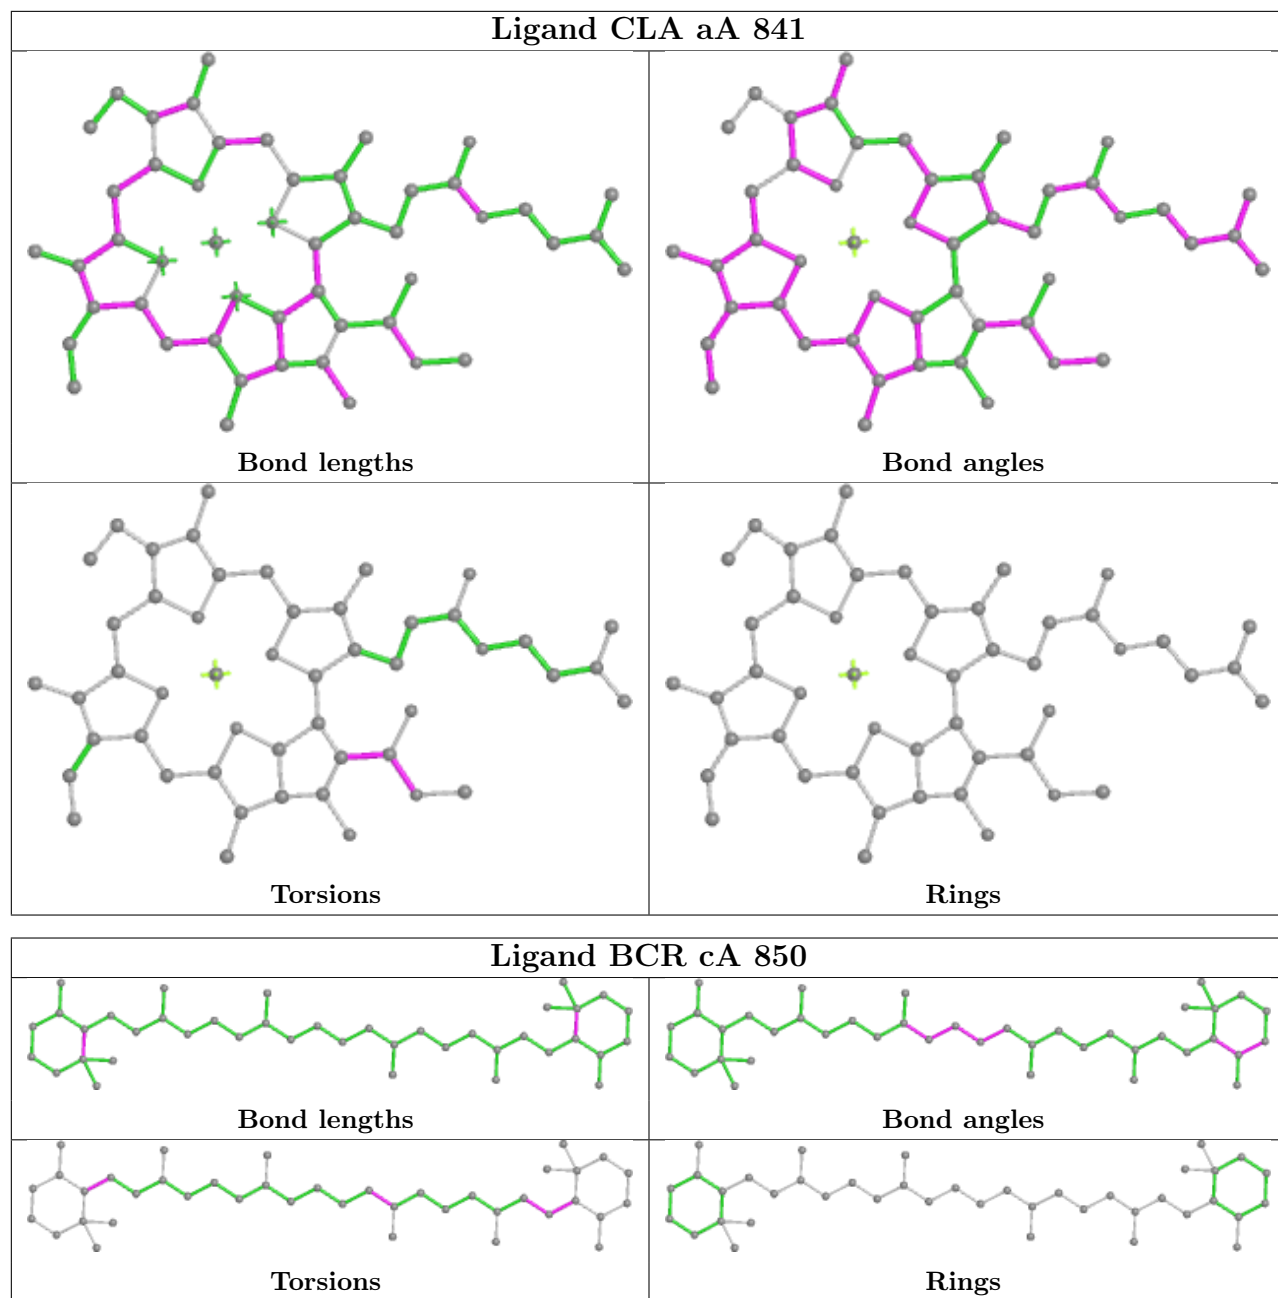 Ligand CLA aA 841
Bond lengths
Bond angles
Torsions
Rings
Ligand BCR cA 850
Bond lengths
Bond angles
Torsions
Rings